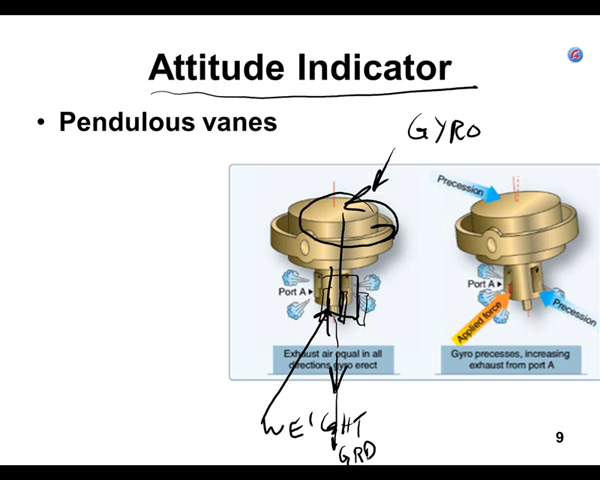 Attitude Indicator
• Pendulous vanes
GYRO
Precession
Port A
Port A
Applied force
Precession
Exhaust air equal in all
directions gyro erect
Gyro precesses, increasing
exhaust from port A
WEIGHT
GRD
9